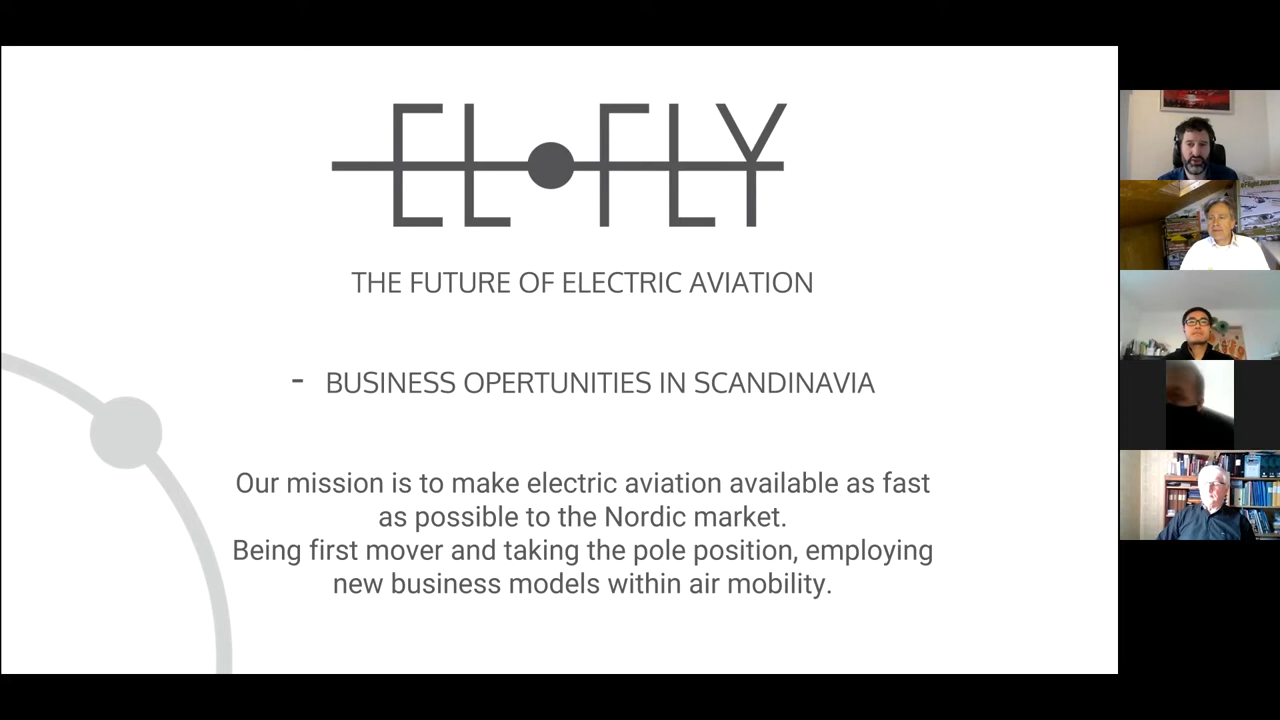 EL•FLY
THE FUTURE OF ELECTRIC AVIATION
- BUSINESS OPERTUNITIES IN SCANDINAVIA
Our mission is to make electric aviation available as fast
as possible to the Nordic market.
Being first mover and taking the pole position, employing
new business models within air mobility.